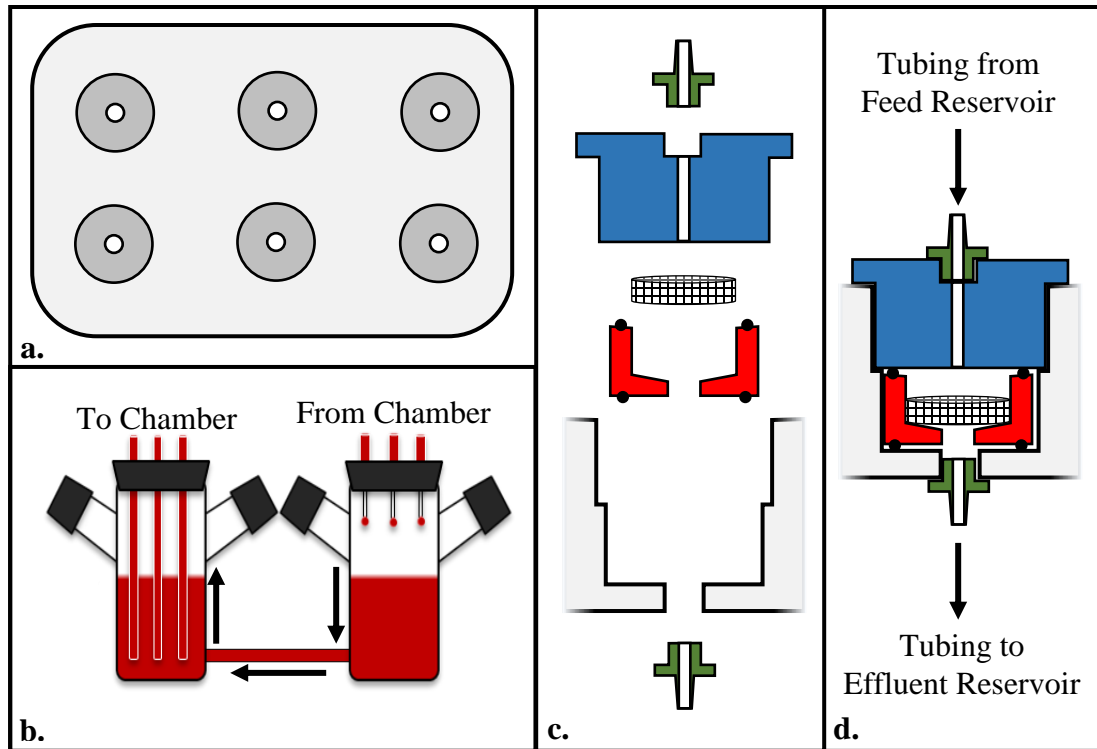 a.
To Chamber
From Chamber
b.
c.
Tubing from
Feed Reservoir
Tubing to
Effluent Reservoir
d.